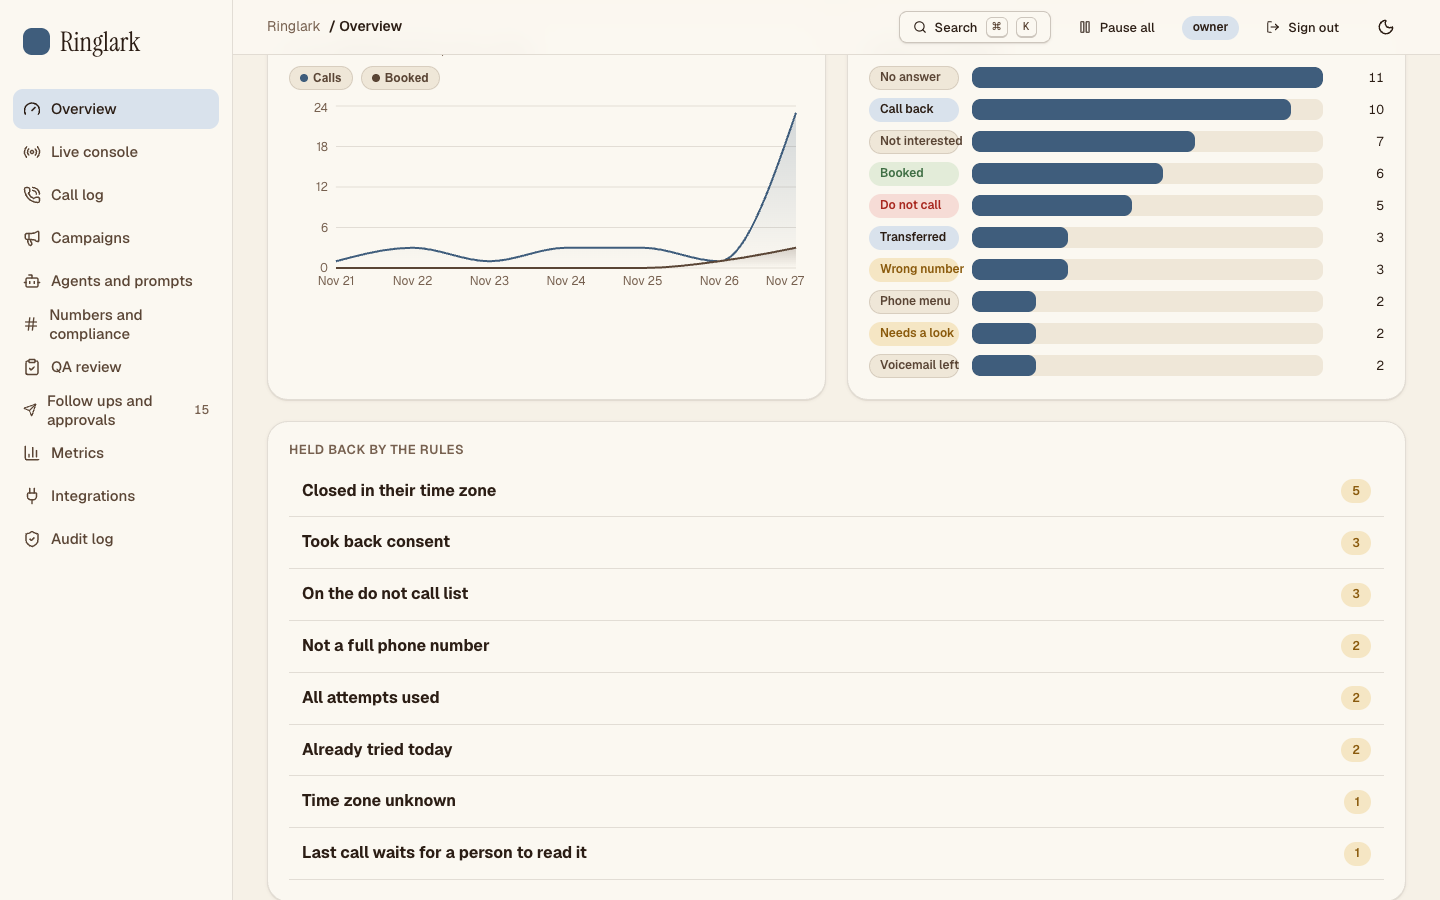 Ringlark
Overview
Live console
Call log
Campaigns
Agents and prompts
Numbers and
compliance
QA review
Follow ups and
approvals
15
Metrics
Integrations
Audit log
Ringlark / Overview
Search ⌘ K
Pause all
owner
Sign out
Calls
Booked
24
18
12
6
0
Nov 21
Nov 22
Nov 23
Nov 24
Nov 25
Nov 26
Nov 27
No answer 11
Call back 10
Not interested 7
Booked 6
Do not call 5
Transferred 3
Wrong number 3
Phone menu 2
Needs a look 2
Voicemail left 2
HELD BACK BY THE RULES
Closed in their time zone 5
Took back consent 3
On the do not call list 3
Not a full phone number 2
All attempts used 2
Already tried today 2
Time zone unknown 1
Last call waits for a person to read it 1